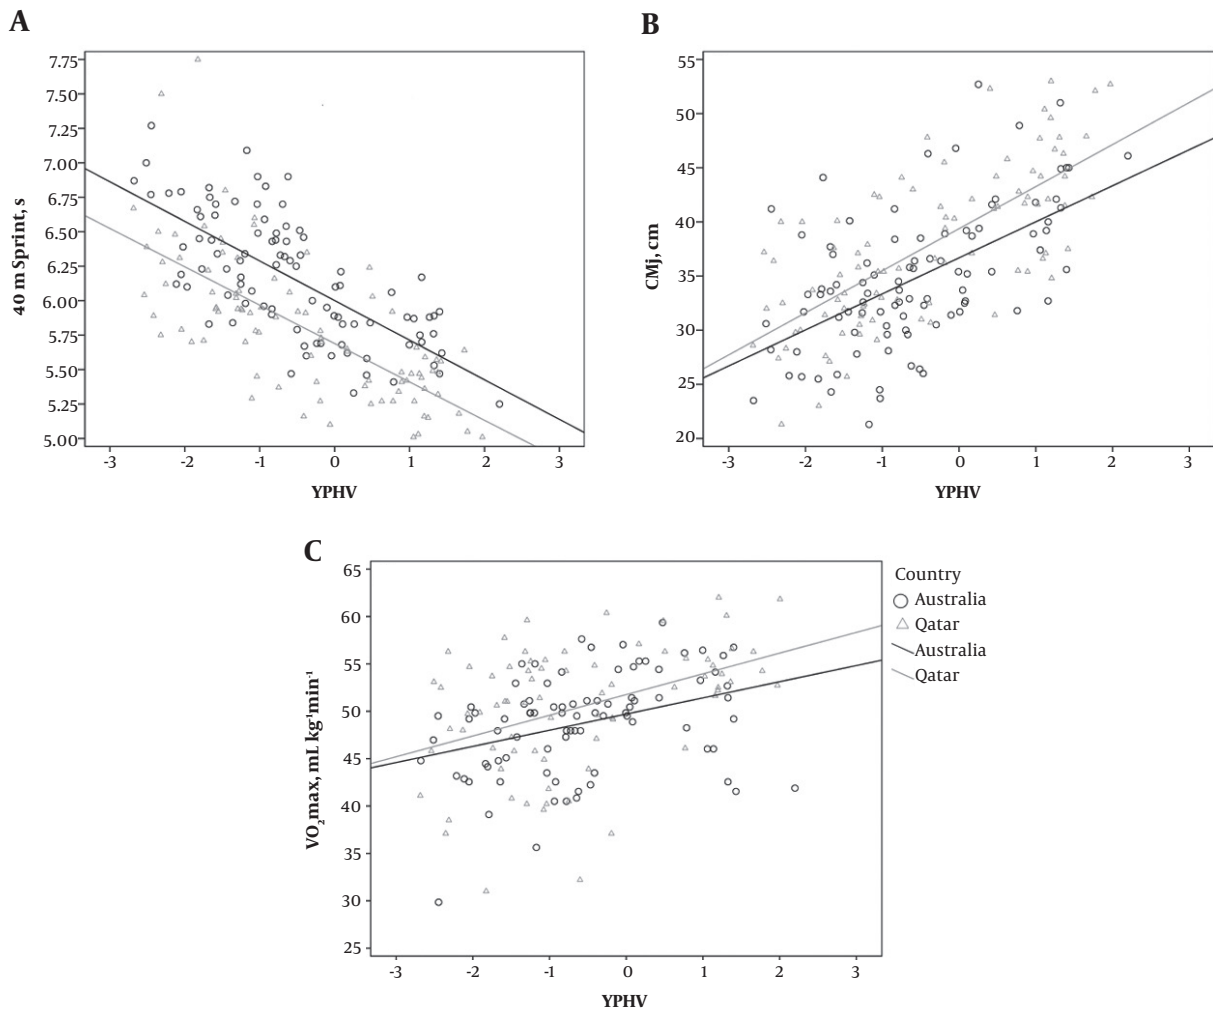 A
7.75
7.50
7.25
7.00
6.75
6.50
6.25
6.00
5.75
5.50
5.25
5.00
40 m Sprint, s
-3 -2 -1 0 1 2 3
YPHV
B
55
50
45
40
35
30
25
20
CMj, cm
-3 -2 -1 0 1 2 3
YPHV
C
65
60
55
50
45
40
35
30
25
VO₂max, mL kg⁻¹min⁻¹
-3 -2 -1 0 1 2 3
YPHV
Country
Australia
Qatar
Australia
Qatar